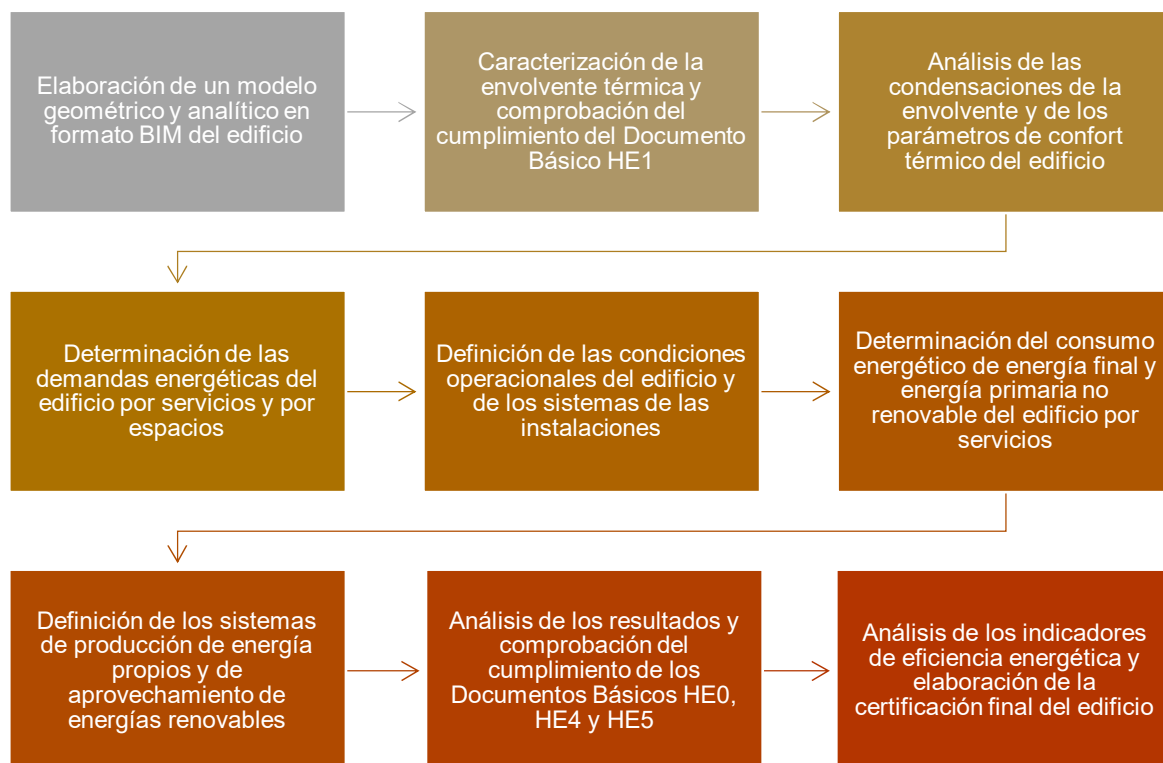 Elaboración de un modelo
geométrico y analítico en
formato BIM del edificio
Caracterización de la
envolvente térmica y
comprobación del
cumplimiento del Documento
Básico HE1
Análisis de las
condensaciones de la
envolvente y de los
parámetros de confort
térmico del edificio
Determinación de las
demandas energéticas del
edificio por servicios y por
espacios
Definición de las condiciones
operacionales del edificio y
de los sistemas de las
instalaciones
Determinación del consumo
energético de energía final y
energía primaria no
renovable del edificio por
servicios
Definición de los sistemas
de producción de energía
propios y de
aprovechamiento de
energías renovables
Análisis de los resultados y
comprobación del
cumplimiento de los
Documentos Básicos HE0,
HE4 y HE5
Análisis de los indicadores
de eficiencia energética y
elaboración de la
certificación final del edificio